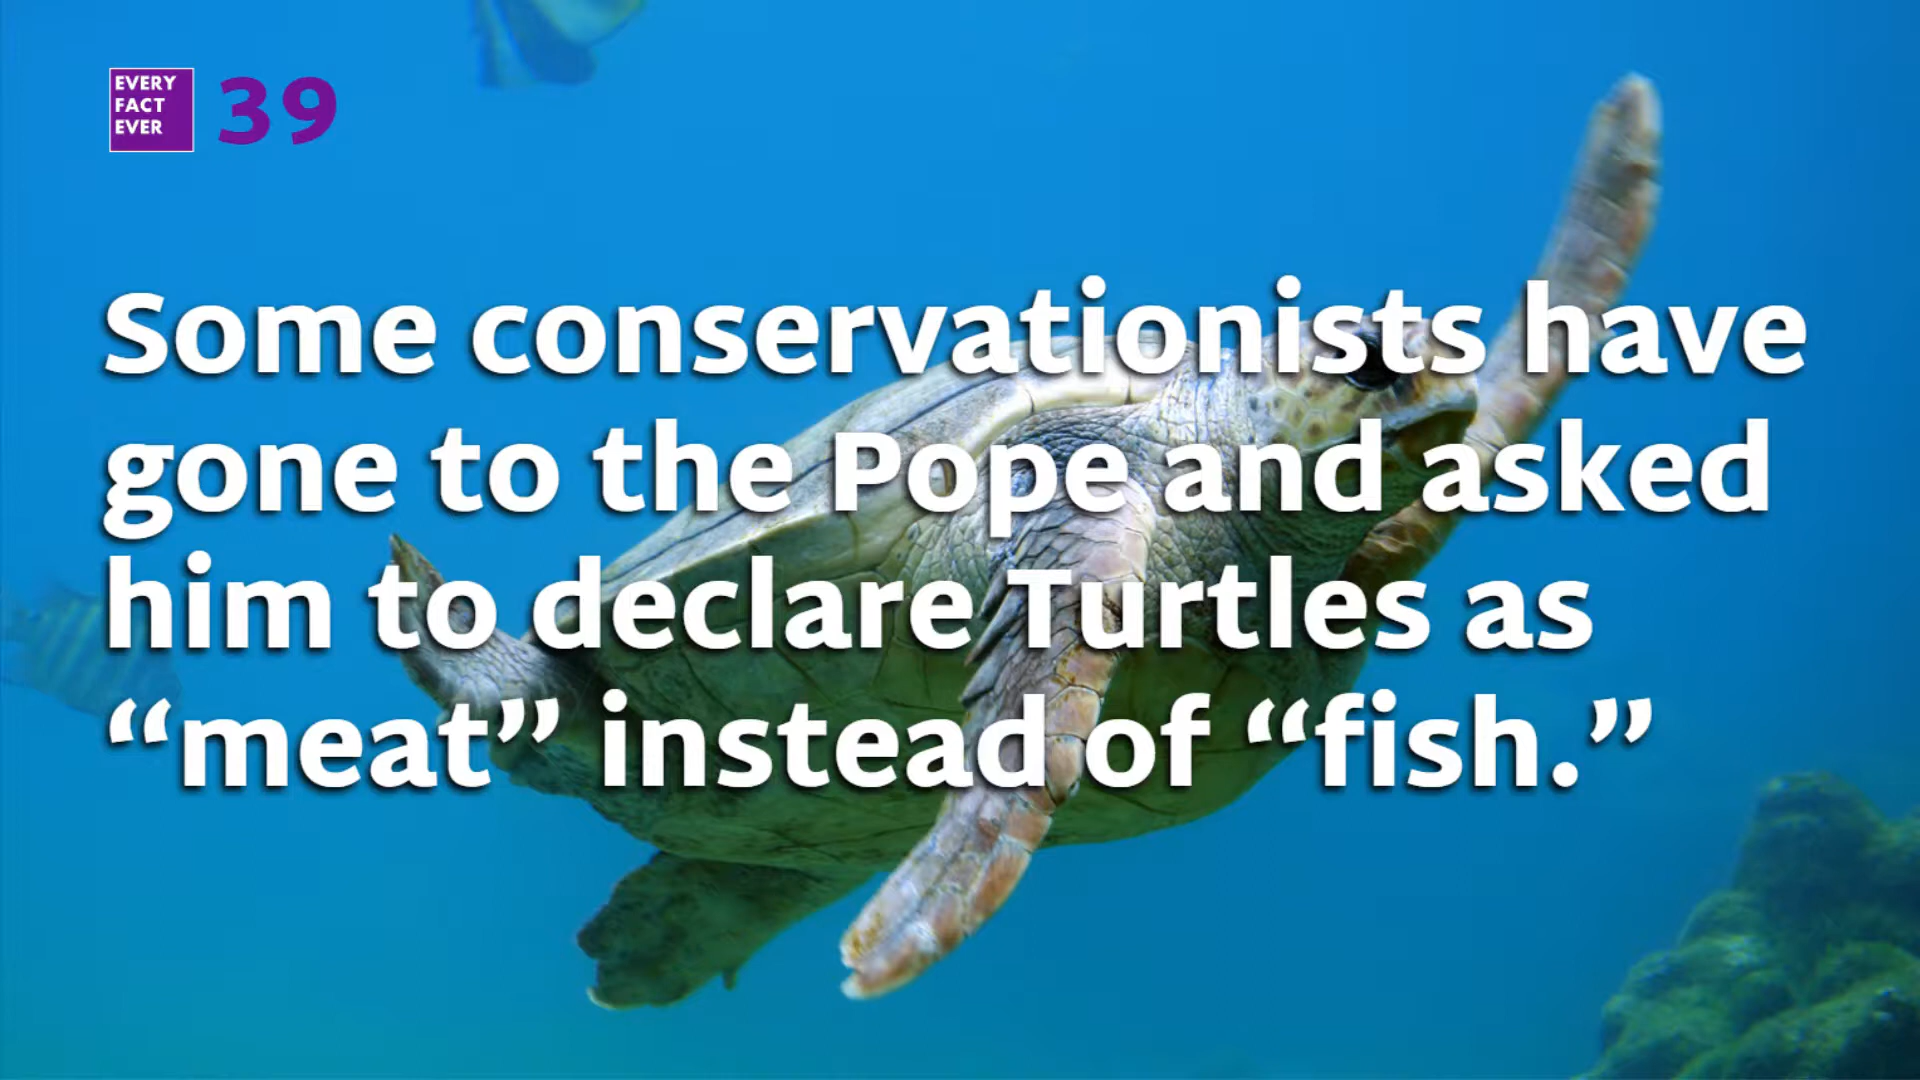 EVERY
FACT
EVER
39
Some conservationists have
gone to the Pope and asked
him to declare Turtles as
“meat” instead of “fish.”